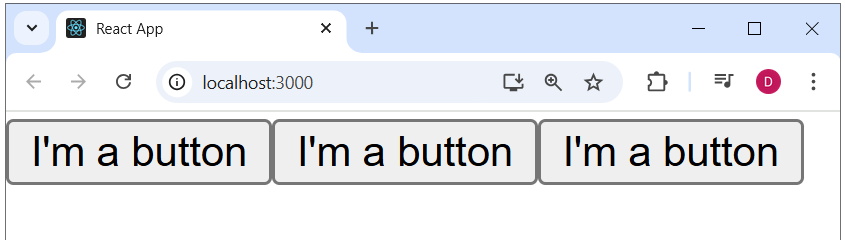 React App
localhost:3000
D
I'm a button I'm a button I'm a button